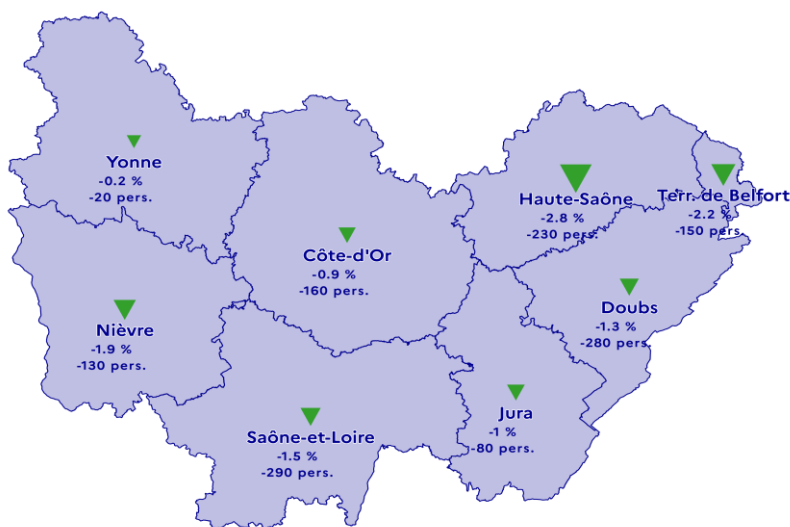 Yonne
-0.2 %
-20 pers.
Haute-Saône
-2.8 %
-230 pers.
Terr. de Belfort
-2.2 %
-150 pers.
Côte-d'Or
-0.9 %
-160 pers.
Doubs
-1.3 %
-280 pers.
Nièvre
-1.9 %
-130 pers.
Jura
-1 %
-80 pers.
Saône-et-Loire
-1.5 %
-290 pers.